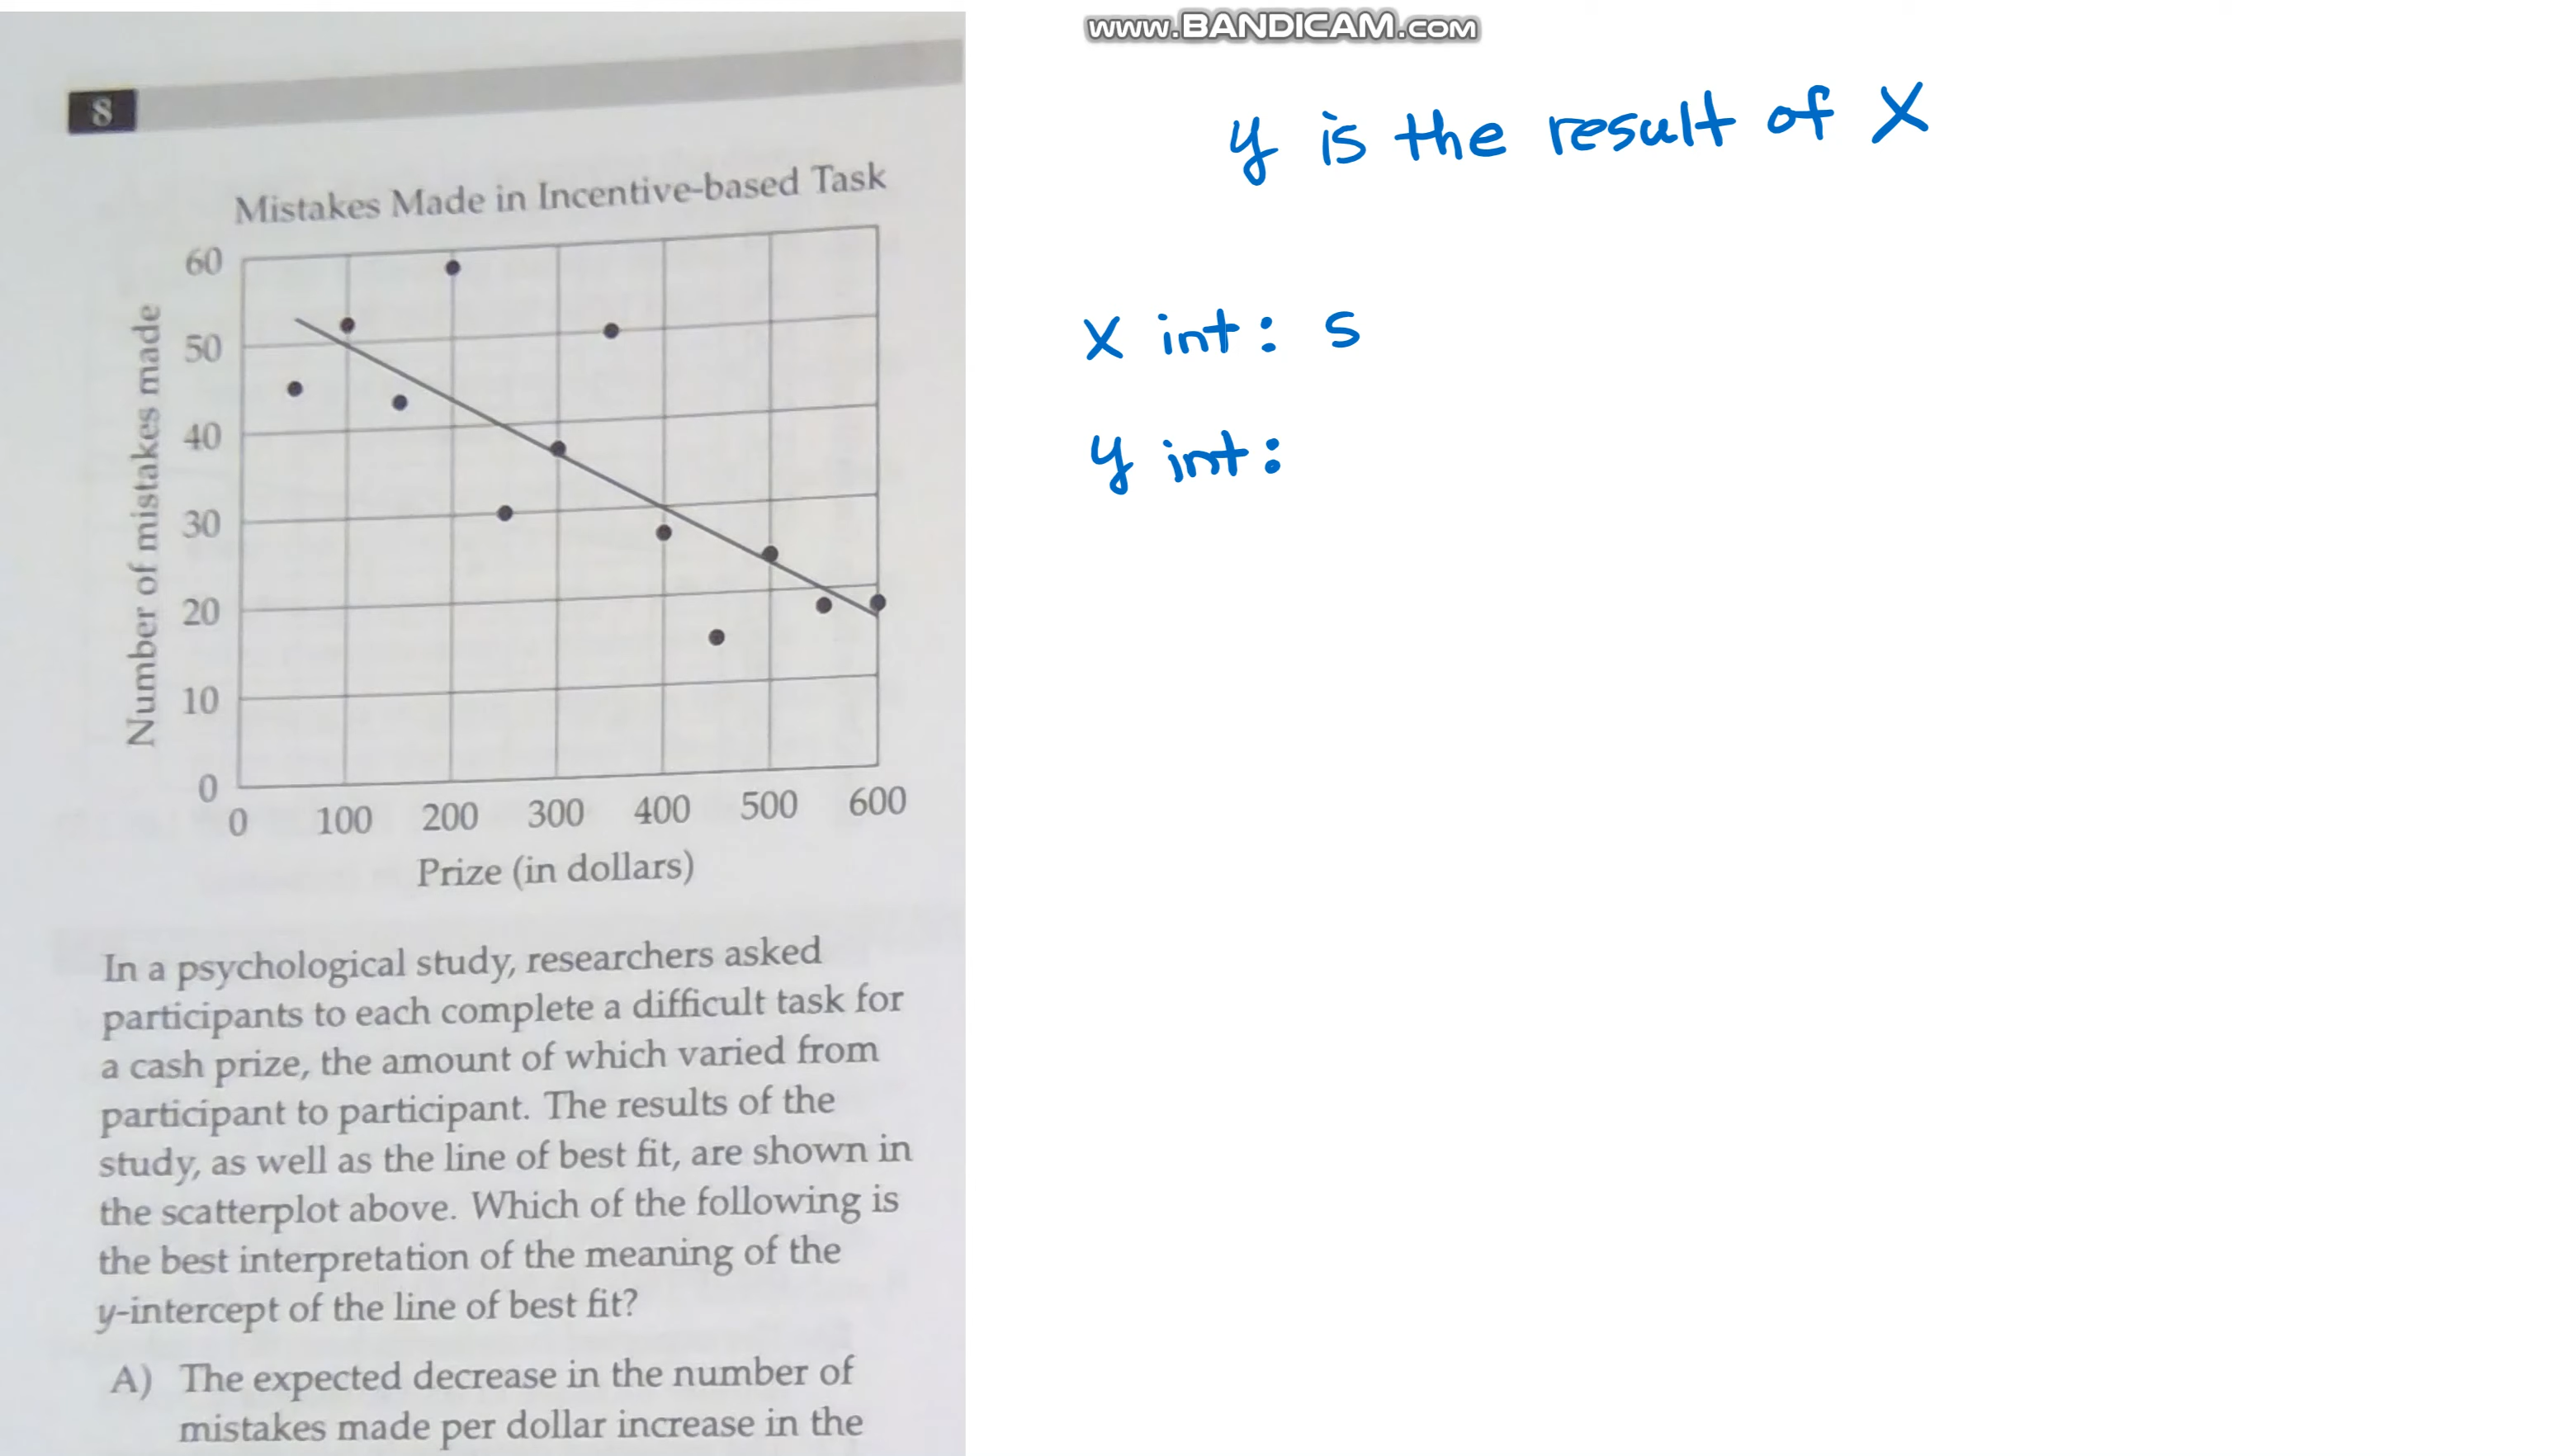 www.BANDICAM.com
8
Mistakes Made in Incentive-based Task
Number of mistakes made
60
50
40
30
20
10
0
0 100 200 300 400 500 600
Prize (in dollars)
In a psychological study, researchers asked
participants to each complete a difficult task for
a cash prize, the amount of which varied from
participant to participant. The results of the
study, as well as the line of best fit, are shown in
the scatterplot above. Which of the following is
the best interpretation of the meaning of the
y-intercept of the line of best fit?
A) The expected decrease in the number of
mistakes made per dollar increase in the
y is the result of x
x int: s
y int: